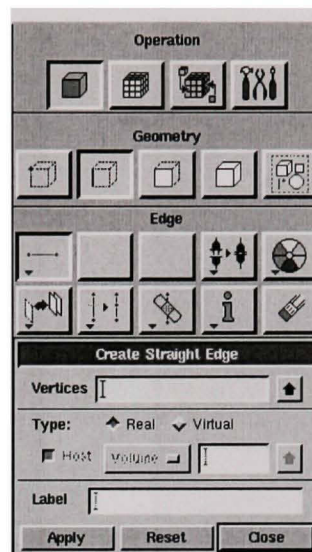 Operation
Geometry
Edge
Create Straight Edge
Vertices
Type: Real Virtual
Host Volume
Label
Apply Reset Close